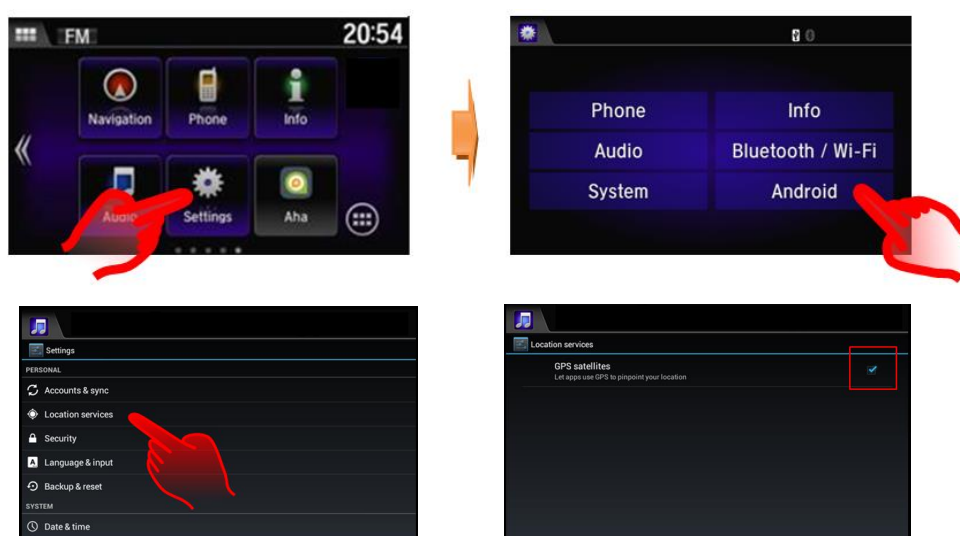 FM 20:54
Navigation Phone Info
Audio Settings Aha
0
Phone Info
Audio Bluetooth / Wi-Fi
System Android
Settings
PERSONAL
Accounts & sync
Location services
Security
A Language & input
Backup & reset
SYSTEM
Date & time
Location services
GPS satellites
Let apps use GPS to pinpoint your location